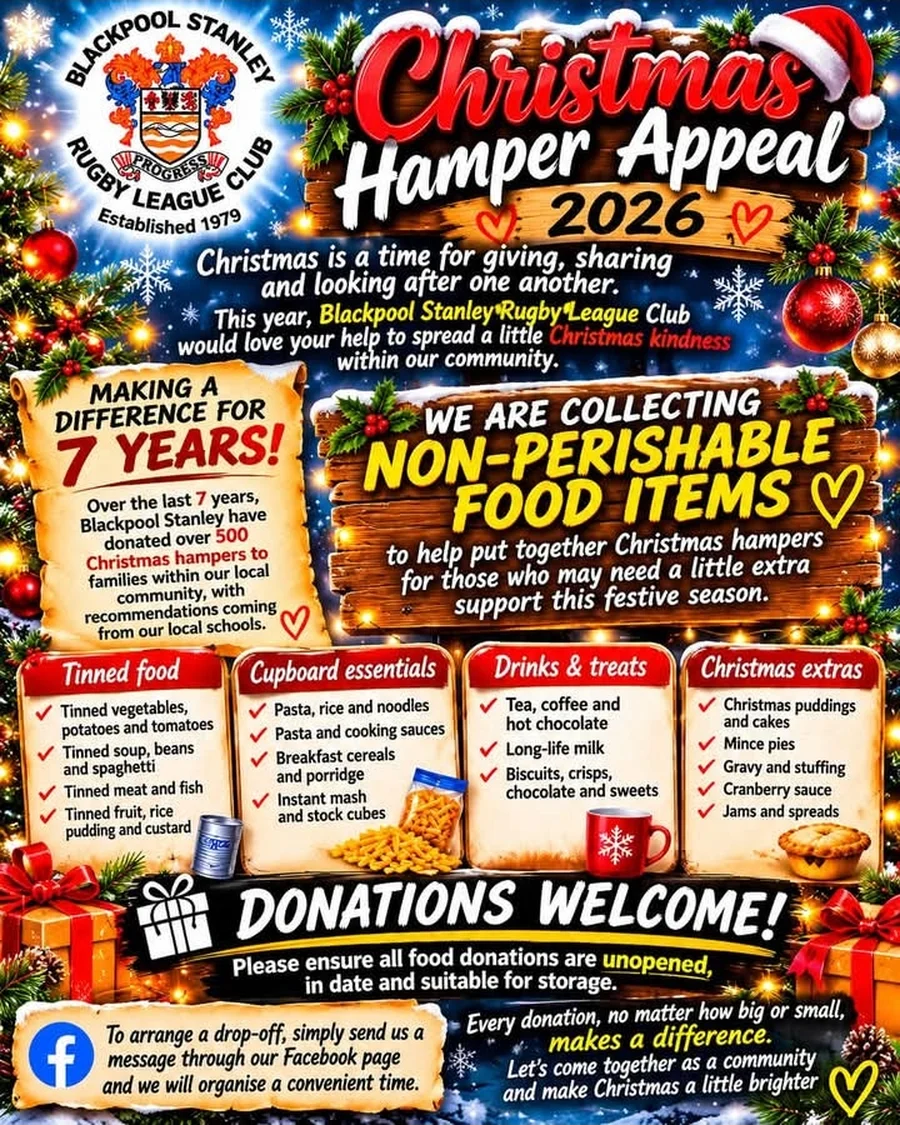 BLACKPOOL STANLEY
RUGBY LEAGUE CLUB
PROGRESS
Established 1979
Christmas
Hamper Appeal
2026
Christmas is a time for giving, sharing
and looking after one another.
This year, Blackpool Stanley Rugby League Club
would love your help to spread a little Christmas kindness
within our community.
MAKING A
DIFFERENCE FOR
7 YEARS!
Over the last 7 years,
Blackpool Stanley have
donated over 500
Christmas hampers to
families within our local
community, with
recommendations coming
from our local schools.
WE ARE COLLECTING
NON-PERISHABLE
FOOD ITEMS
to help put together Christmas hampers
for those who may need a little extra
support this festive season.
Tinned food
Tinned vegetables,
potatoes and tomatoes
Tinned soup, beans
and spaghetti
Tinned meat and fish
Tinned fruit, rice
pudding and custard
Cupboard essentials
Pasta, rice and noodles
Pasta and cooking sauces
Breakfast cereals
and porridge
Instant mash
and stock cubes
Drinks & treats
Tea, coffee and
hot chocolate
Long-life milk
Biscuits, crisps,
chocolate and sweets
Christmas extras
Christmas puddings
and cakes
Mince pies
Gravy and stuffing
Cranberry sauce
Jams and spreads
DONATIONS WELCOME!
Please ensure all food donations are unopened,
in date and suitable for storage.
To arrange a drop-off, simply send us a
message through our Facebook page
and we will organise a convenient time.
Every donation, no matter how big or small,
makes a difference.
Let's come together as a community
and make Christmas a little brighter